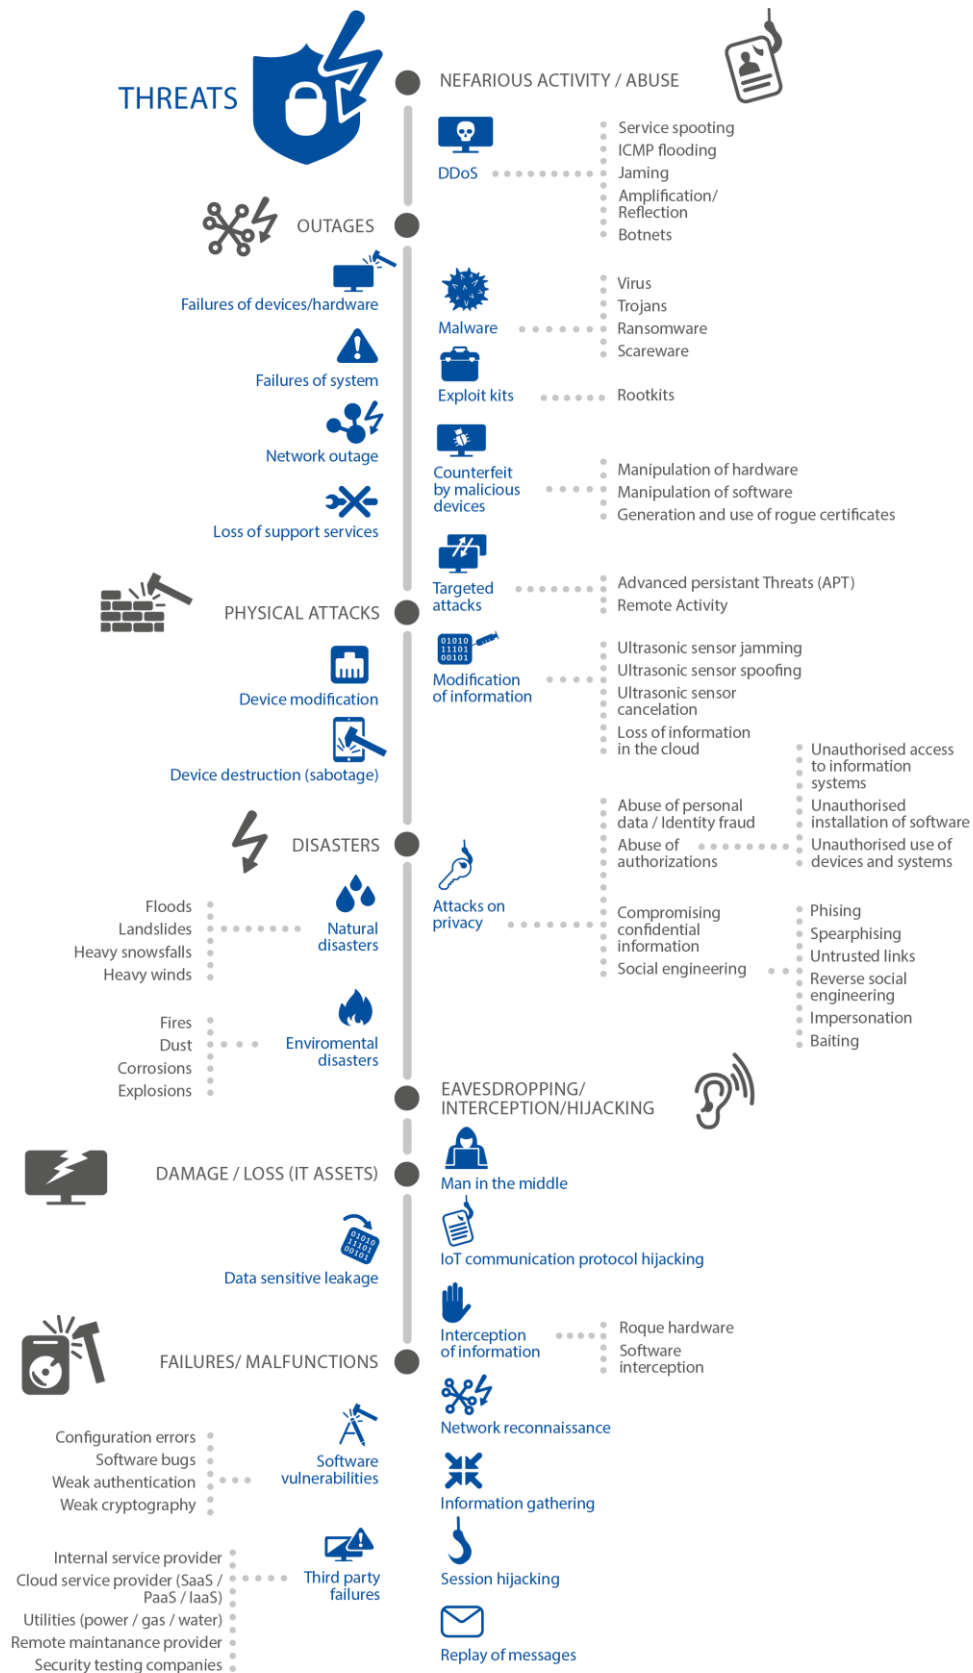 THREATS
NEFARIOUS ACTIVITY / ABUSE
DDoS
Service spooting
ICMP flooding
Jaming
Amplification/
Reflection
Botnets
OUTAGES
Failures of devices/hardware
Failures of system
Network outage
Loss of support services
Malware
Virus
Trojans
Ransomware
Scareware
Exploit kits
Rootkits
Counterfeit
by malicious
devices
Manipulation of hardware
Manipulation of software
Generation and use of rogue certificates
Targeted
attacks
Advanced persistant Threats (APT)
Remote Activity
PHYSICAL ATTACKS
Device modification
Device destruction (sabotage)
01010
11101
00101
Modification
of information
Ultrasonic sensor jamming
Ultrasonic sensor spoofing
Ultrasonic sensor
cancelation
Loss of information
in the cloud
DISASTERS
Floods
Landslides
Heavy snowsfalls
Heavy winds
Natural
disasters
Fires
Dust
Corrosions
Explosions
Enviromental
disasters
Attacks on
privacy
Abuse of personal
data / Identity fraud
Abuse of
authorizations
Unauthorised access
to information
systems
Unauthorised
installation of software
Unauthorised use of
devices and systems
Compromising
confidential
information
Social engineering
Phising
Spearphising
Untrusted links
Reverse social
engineering
Impersonation
Baiting
EAVESDROPPING/
INTERCEPTION/HIJACKING
Man in the middle
IoT communication protocol hijacking
DAMAGE / LOSS (IT ASSETS)
01010
11101
00101
Data sensitive leakage
Interception
of information
Roque hardware
Software
interception
FAILURES/ MALFUNCTIONS
Configuration errors
Software bugs
Weak authentication
Weak cryptography
Software
vulnerabilities
Network reconnaissance
Information gathering
Session hijacking
Replay of messages
Internal service provider
Cloud service provider (SaaS /
PaaS / IaaS)
Utilities (power / gas / water)
Remote maintanance provider
Security testing companies
Third party
failures